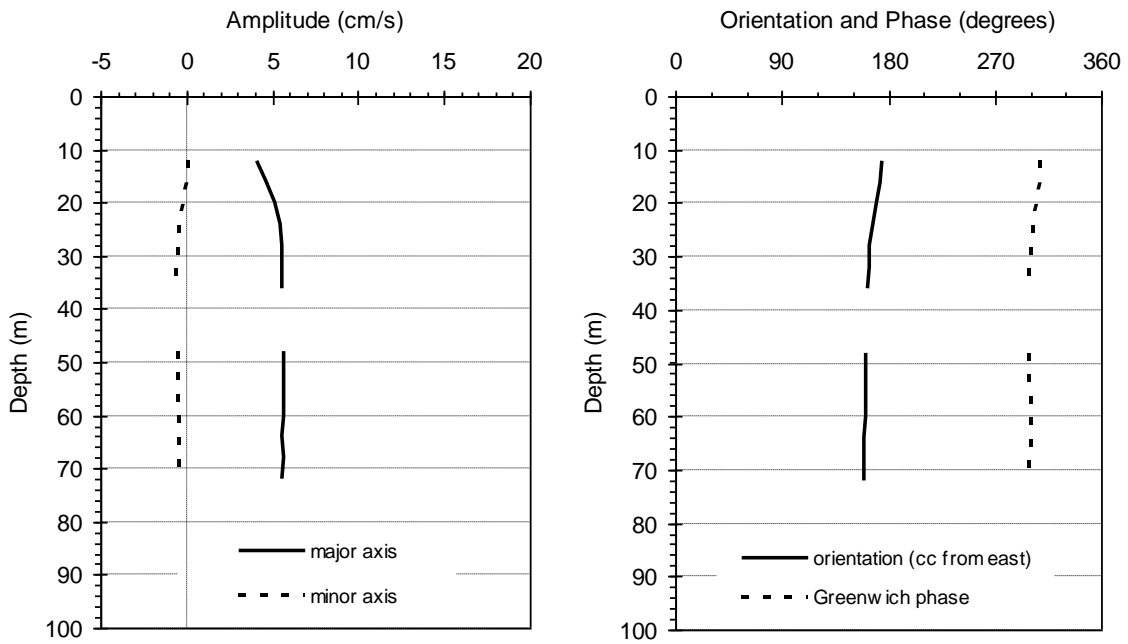 Amplitude (cm/s)
-5 0 5 10 15 20
0
10
20
30
40
50
60
70
80
90
100
Depth (m)
major axis
minor axis
Orientation and Phase (degrees)
0 90 180 270 360
0
10
20
30
40
50
60
70
80
90
100
Depth (m)
orientation (cc from east)
Greenwich phase